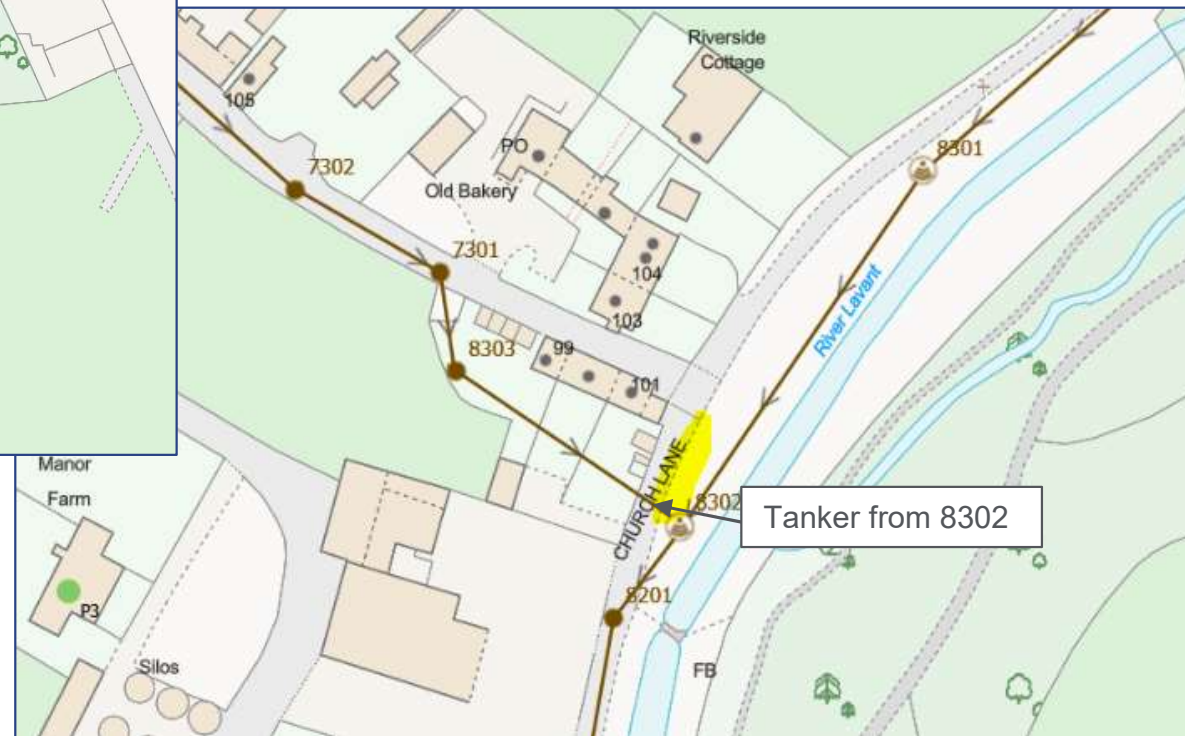 Riverside
Cottage
105
PO
8301
7302
Old Bakery
7301
104
River Lavant
103
8303
99
101
CHURCH LANE
Manor
Farm
8302
Tanker from 8302
8201
P3
Silos
FB